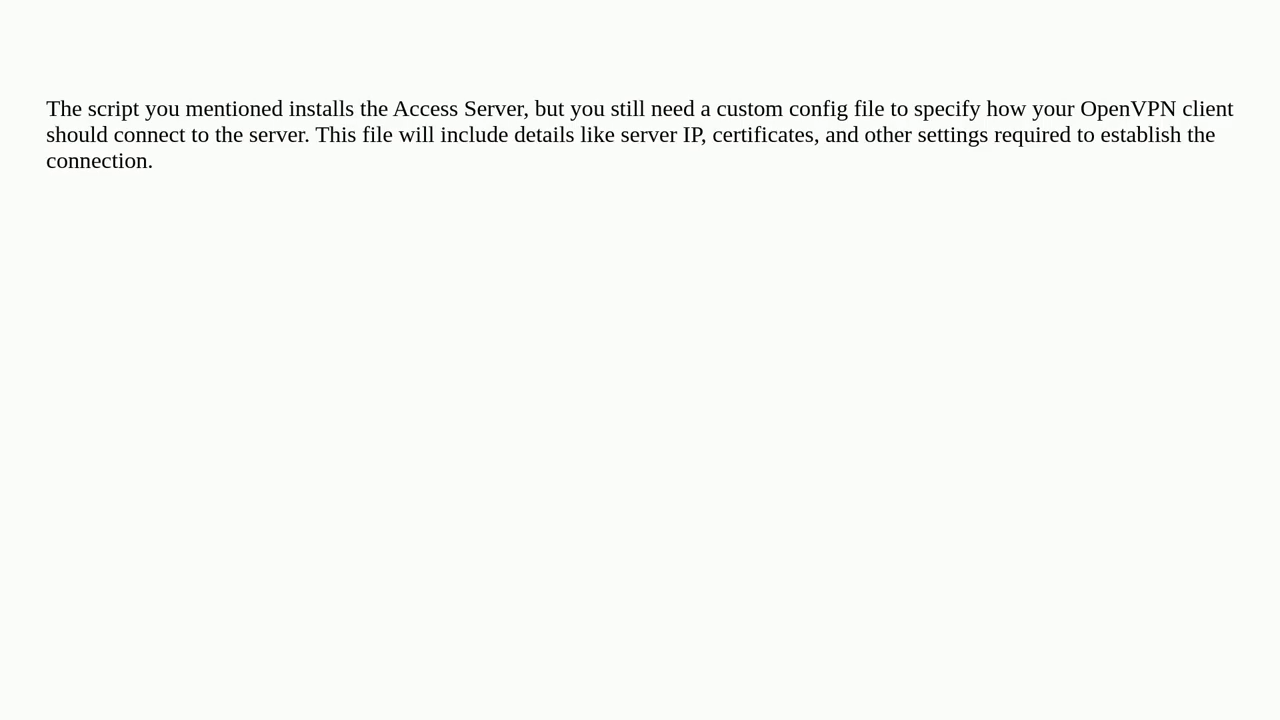 The script you mentioned installs the Access Server, but you still need a custom config file to specify how your OpenVPN client
should connect to the server. This file will include details like server IP, certificates, and other settings required to establish the
connection.